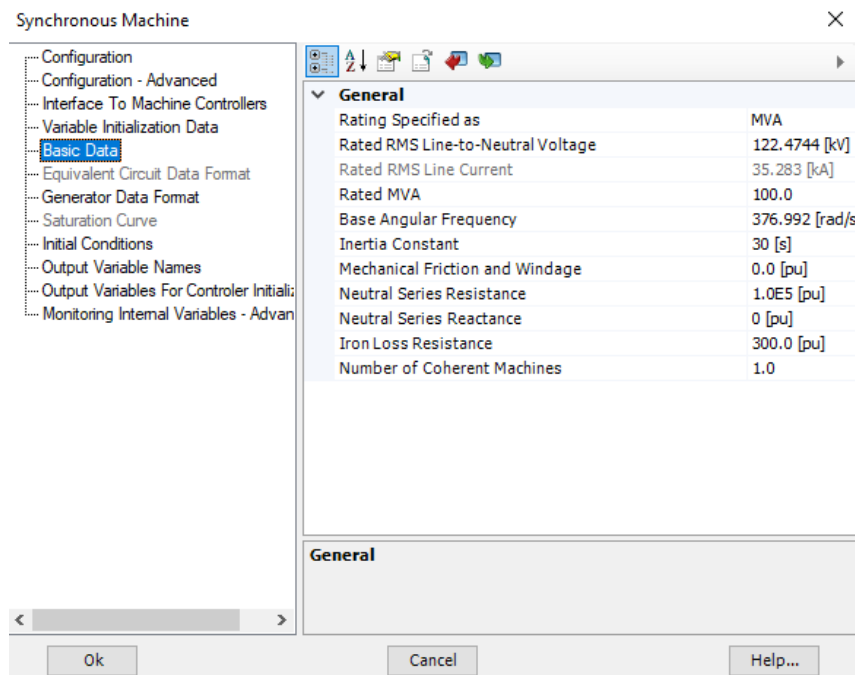 Synchronous Machine
Configuration
Configuration - Advanced
Interface To Machine Controllers
Variable Initialization Data
Basic Data
Equivalent Circuit Data Format
Generator Data Format
Saturation Curve
Initial Conditions
Output Variable Names
Output Variables For Controler Initializ
Monitoring Internal Variables - Advan
General
Rating Specified as MVA
Rated RMS Line-to-Neutral Voltage 122.4744 [kV]
Rated RMS Line Current 35.283 [kA]
Rated MVA 100.0
Base Angular Frequency 376.992 [rad/s
Inertia Constant 30 [s]
Mechanical Friction and Windage 0.0 [pu]
Neutral Series Resistance 1.0E5 [pu]
Neutral Series Reactance 0 [pu]
Iron Loss Resistance 300.0 [pu]
Number of Coherent Machines 1.0
General
Ok Cancel Help...